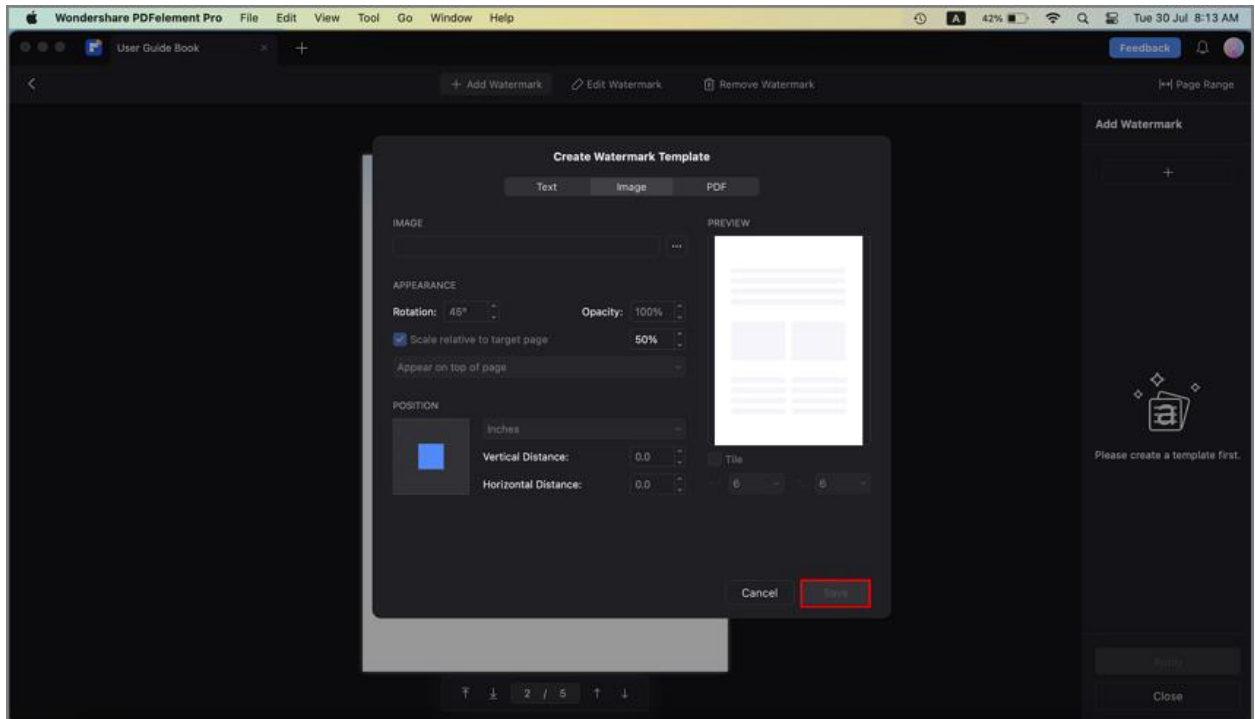 Wondershare PDFelement Pro File Edit View Tool Go Window Help A 42% Tue 30 Jul 8:13 AM
User Guide Book × + Feedback
+ Add Watermark Edit Watermark Remove Watermark Page Range
Add Watermark
+
Create Watermark Template
Text Image PDF
IMAGE
...
APPEARANCE
Rotation: 45° Opacity: 100%
Scale relative to target page 50%
Appear on top of page
POSITION
Inches
Vertical Distance: 0.0
Horizontal Distance: 0.0
PREVIEW
Tile
6 6
Cancel Save
a
Please create a template first.
Apply
Close
2 / 5